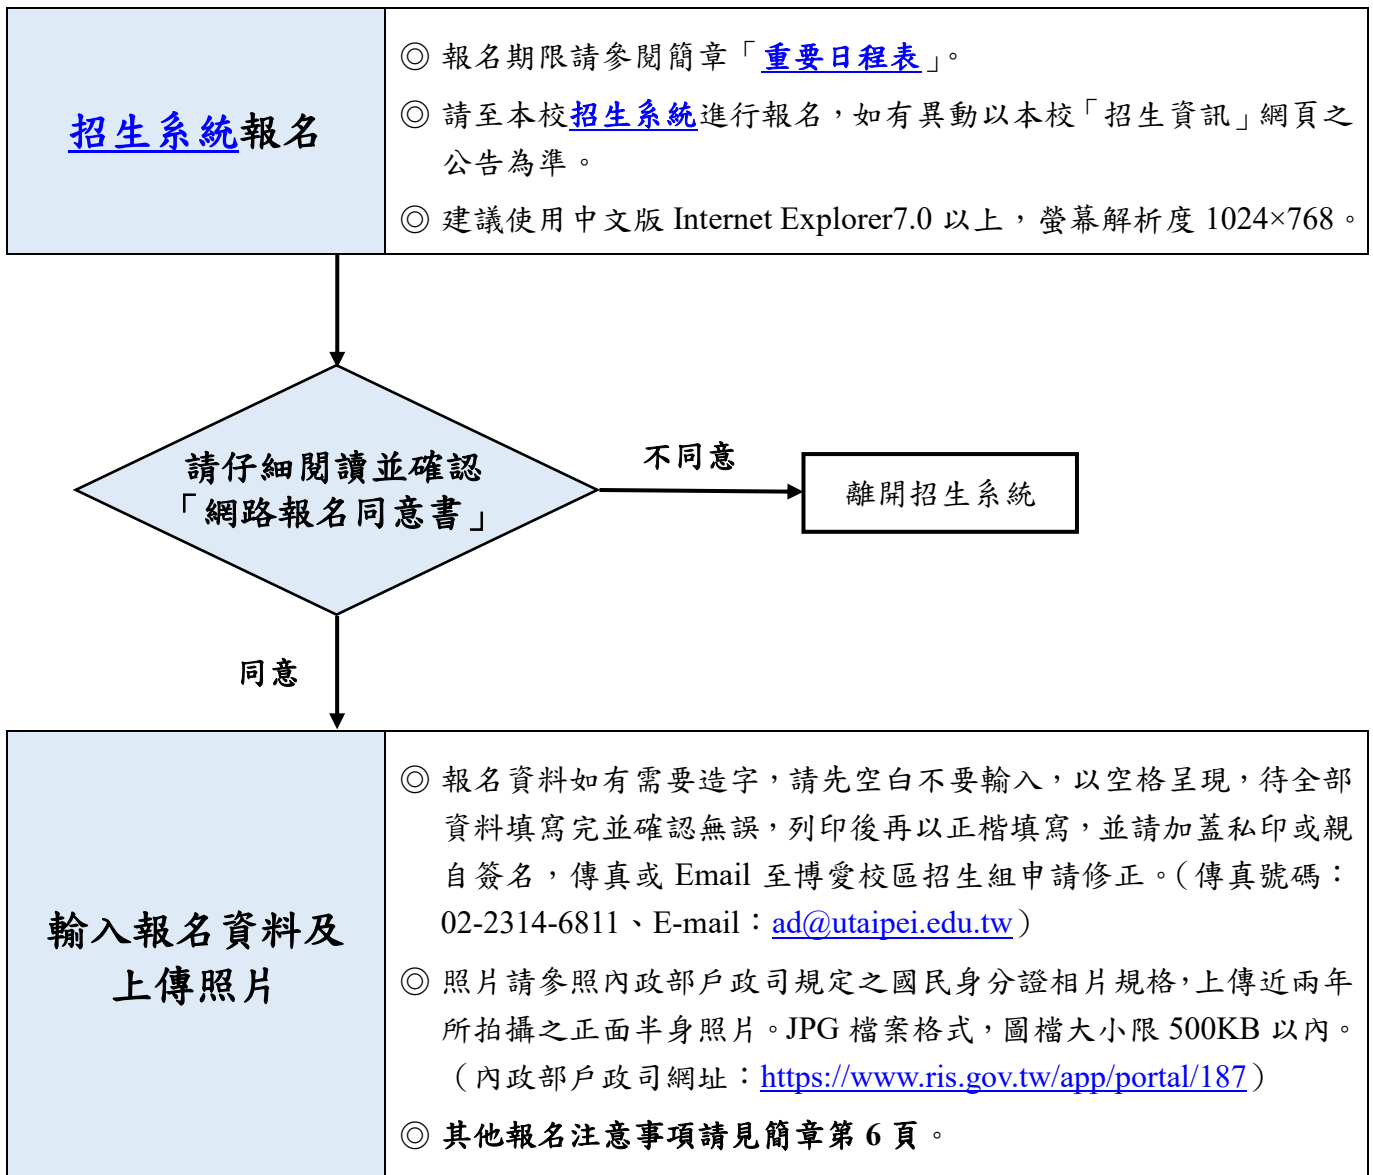 招生系統報名
◎ 報名期限請參閱簡章「重要日程表」。
◎ 請至本校招生系統進行報名，如有異動以本校「招生資訊」網頁之
公告為準。
◎ 建議使用中文版 Internet Explorer7.0 以上，螢幕解析度 1024×768。
請仔細閱讀並確認
「網路報名同意書」
不同意
離開招生系統
同意
輸入報名資料及
上傳照片
◎ 報名資料如有需要造字，請先空白不要輸入，以空格呈現，待全部
資料填寫完並確認無誤，列印後再以正楷填寫，並請加蓋私印或親
自簽名，傳真或 Email 至博愛校區招生組申請修正。（傳真號碼：
02-2314-6811、E-mail：ad@utaipei.edu.tw）
◎ 照片請參照內政部戶政司規定之國民身分證相片規格，上傳近兩年
所拍攝之正面半身照片。JPG 檔案格式，圖檔大小限 500KB 以內。
（內政部戶政司網址：https://www.ris.gov.tw/app/portal/187）
◎ 其他報名注意事項請見簡章第 6 頁。